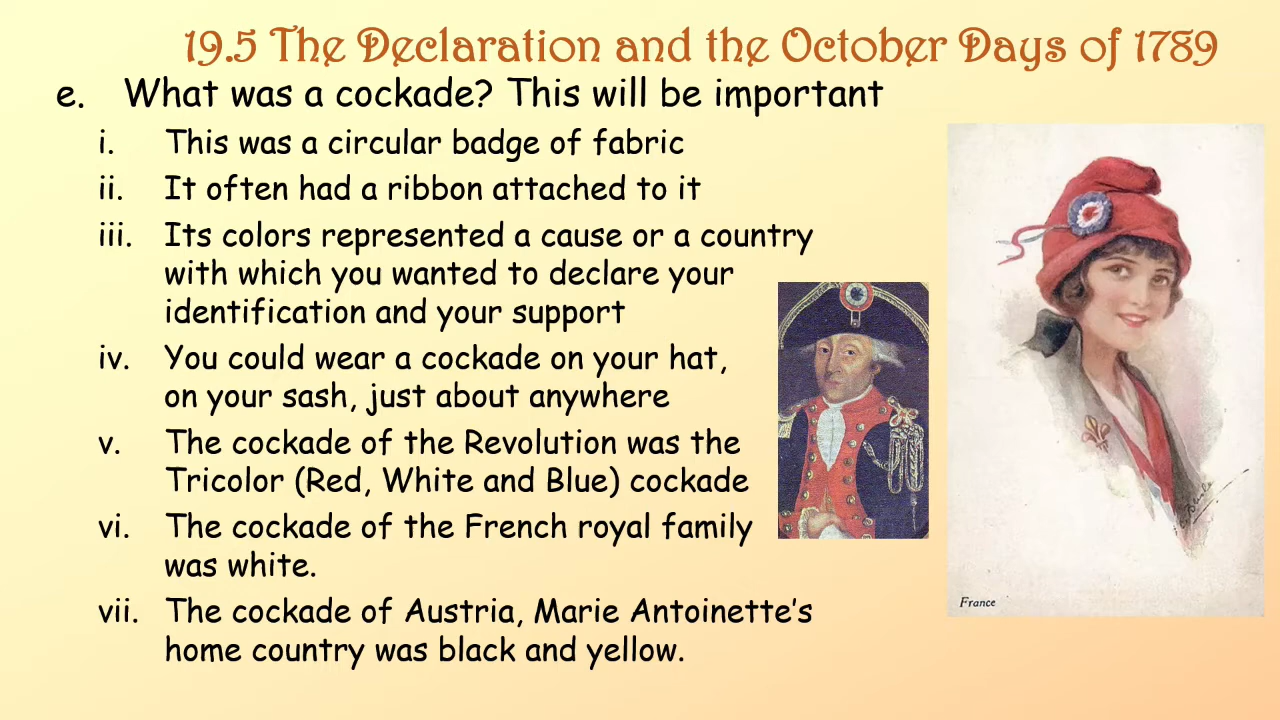 19.5 The Declaration and the October Days of 1789
e. What was a cockade? This will be important
i. This was a circular badge of fabric
ii. It often had a ribbon attached to it
iii. Its colors represented a cause or a country
with which you wanted to declare your
identification and your support
iv. You could wear a cockade on your hat,
on your sash, just about anywhere
v. The cockade of the Revolution was the
Tricolor (Red, White and Blue) cockade
vi. The cockade of the French royal family
was white.
vii. The cockade of Austria, Marie Antoinette's
home country was black and yellow.
France